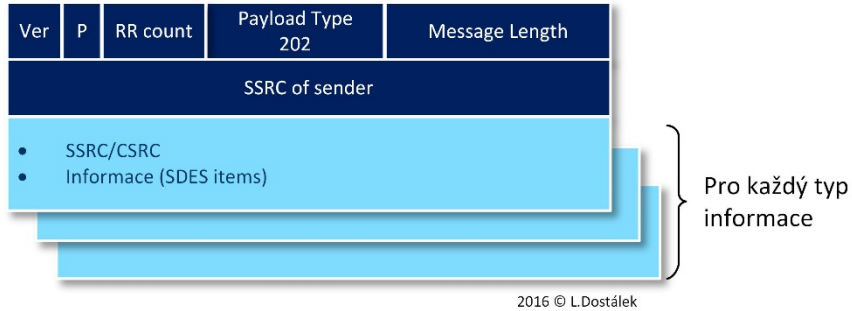 Ver P RR count Payload Type 202 Message Length
SSRC of sender
• SSRC/CSRC
• Informace (SDES items)
Pro každý typ
informace
2016 © L.Dostálek